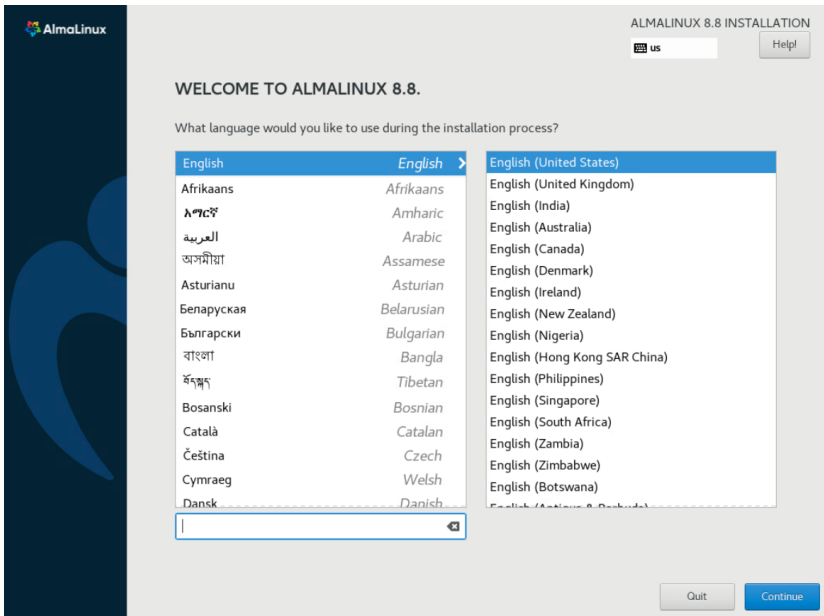 AlmaLinux
ALMALINUX 8.8 INSTALLATION
us
Help!
WELCOME TO ALMALINUX 8.8.
What language would you like to use during the installation process?
English English
Afrikaans Afrikaans
አማርኛ Amharic
العربية Arabic
অসমীয়া Assamese
Asturianu Asturian
Беларуская Belarusian
Български Bulgarian
বাংলা Bangla
བོད་སྐད་ Tibetan
Bosanski Bosnian
Català Catalan
Čeština Czech
Cymraeg Welsh
Dansk Danish
English (United States)
English (United Kingdom)
English (India)
English (Australia)
English (Canada)
English (Denmark)
English (Ireland)
English (New Zealand)
English (Nigeria)
English (Hong Kong SAR China)
English (Philippines)
English (Singapore)
English (South Africa)
English (Zambia)
English (Zimbabwe)
English (Botswana)
English (Antigua & Barbuda)
Quit
Continue